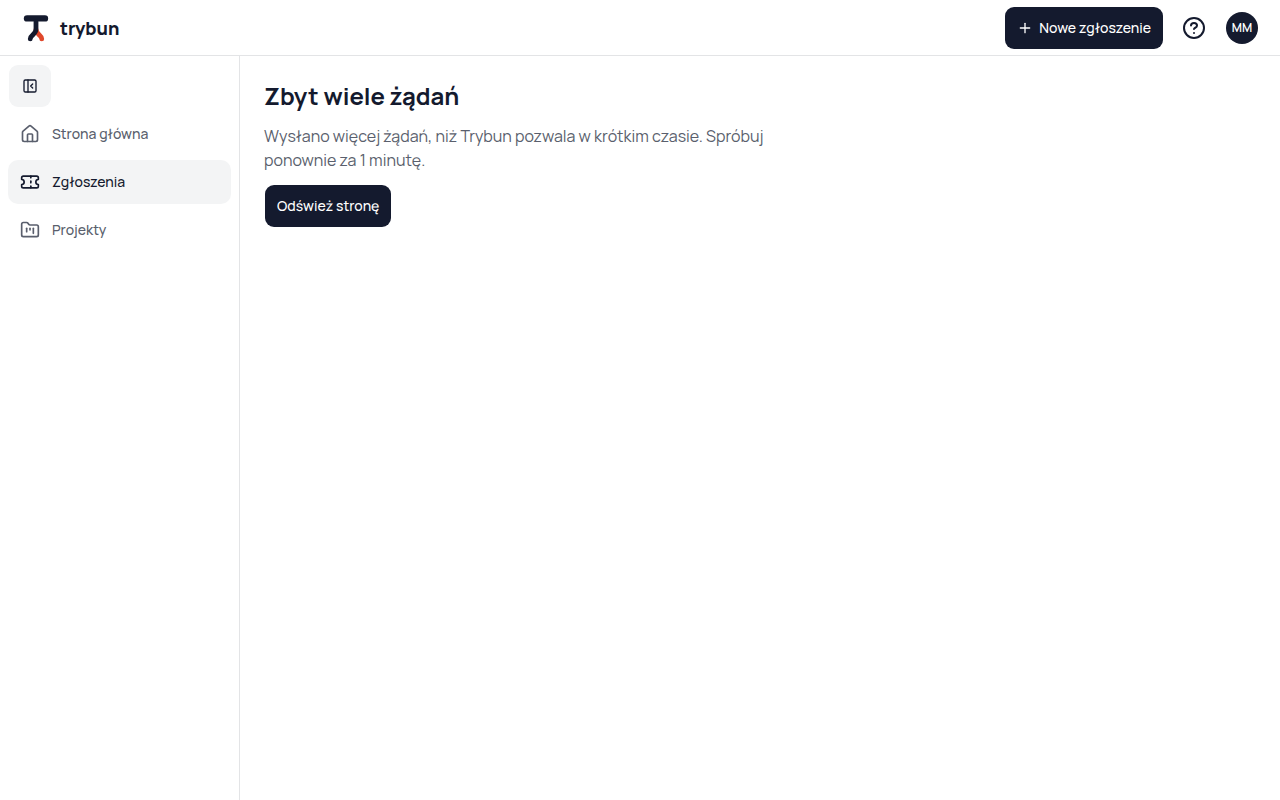 trybun
Nowe zgłoszenie
MM
Strona główna
Zgłoszenia
Projekty
Zbyt wiele żądań
Wysłano więcej żądań, niż Trybun pozwala w krótkim czasie. Spróbuj
ponownie za 1 minutę.
Odśwież stronę